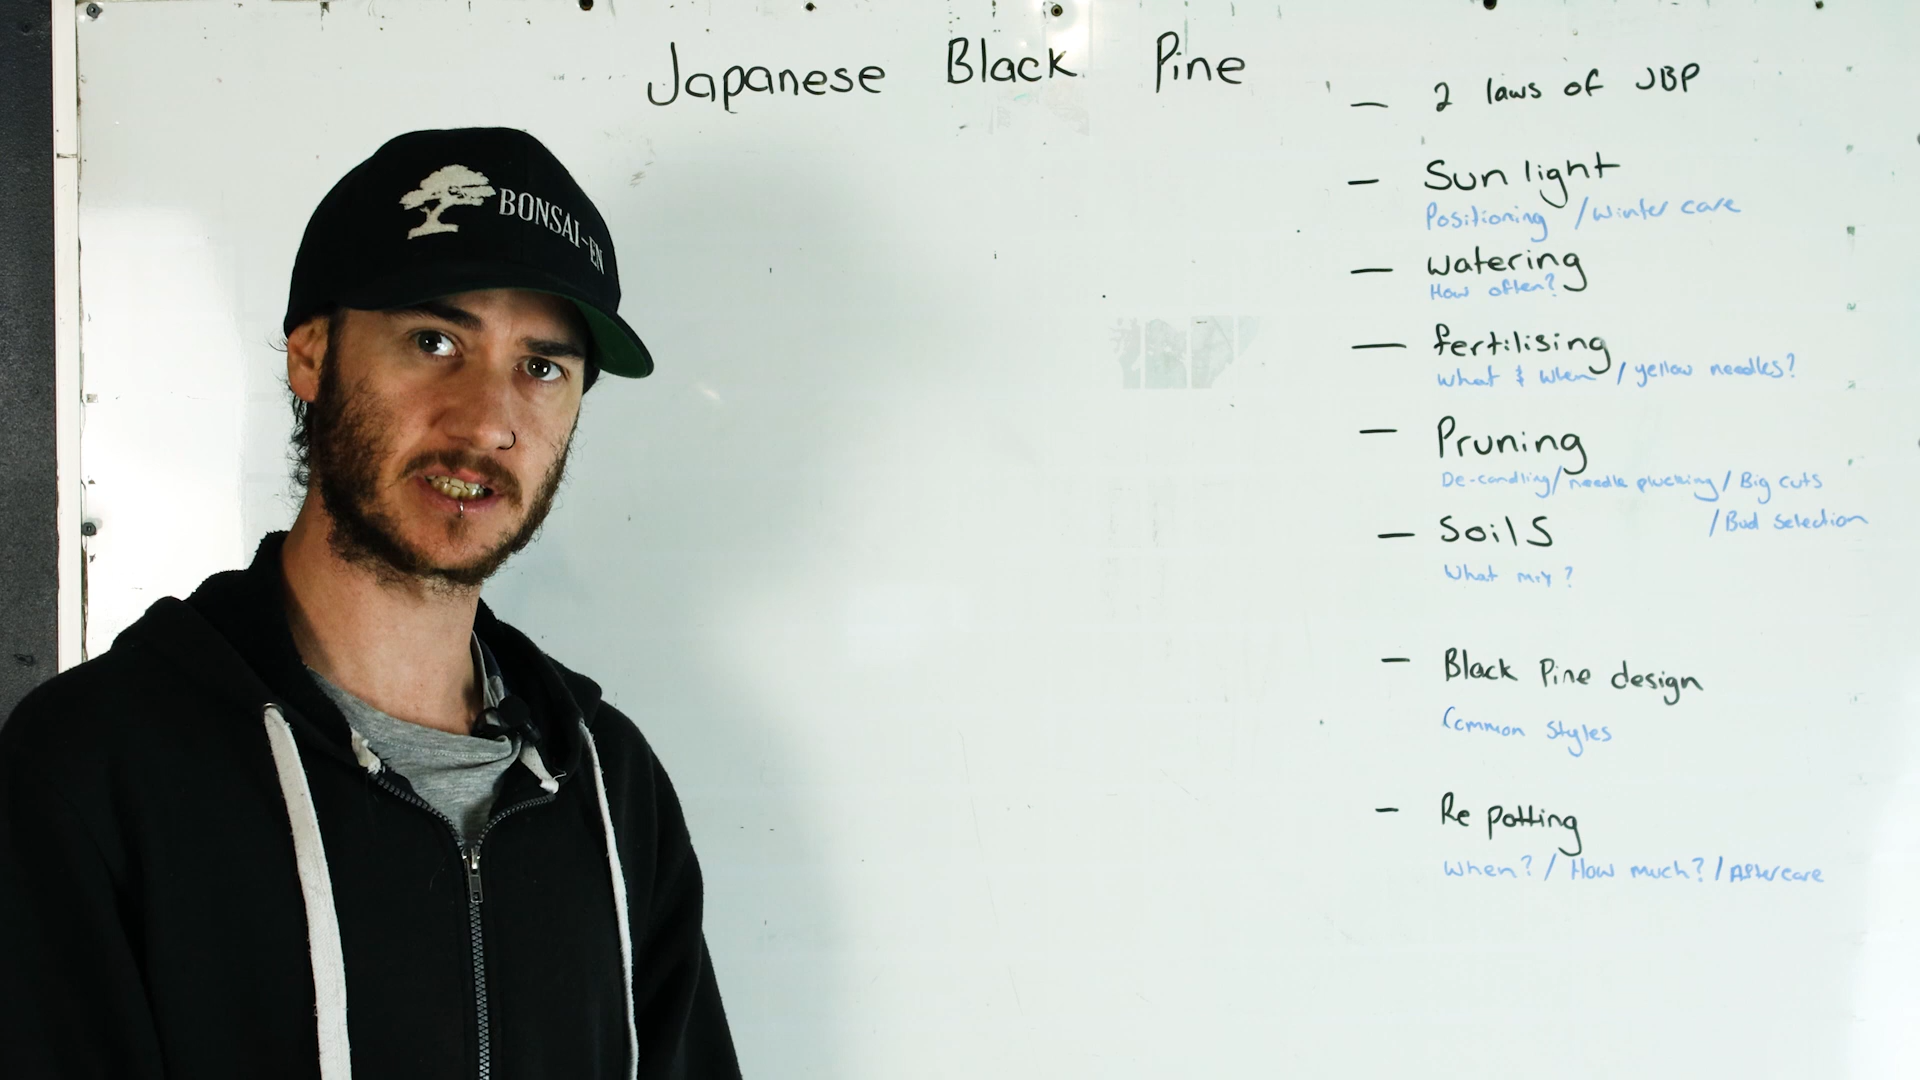 Japanese Black Pine
BONSAI-EN
— 2 laws of JBP
— Sunlight
Positioning / Winter care
— Watering
How often?
— fertilising
What & When / yellow needles?
— Pruning
De-candling/needle plucking / Big cuts
/ Bud Selection
— Soils
What mix?
— Black Pine design
Common Styles
— Re potting
When? / How much? / Aftercare